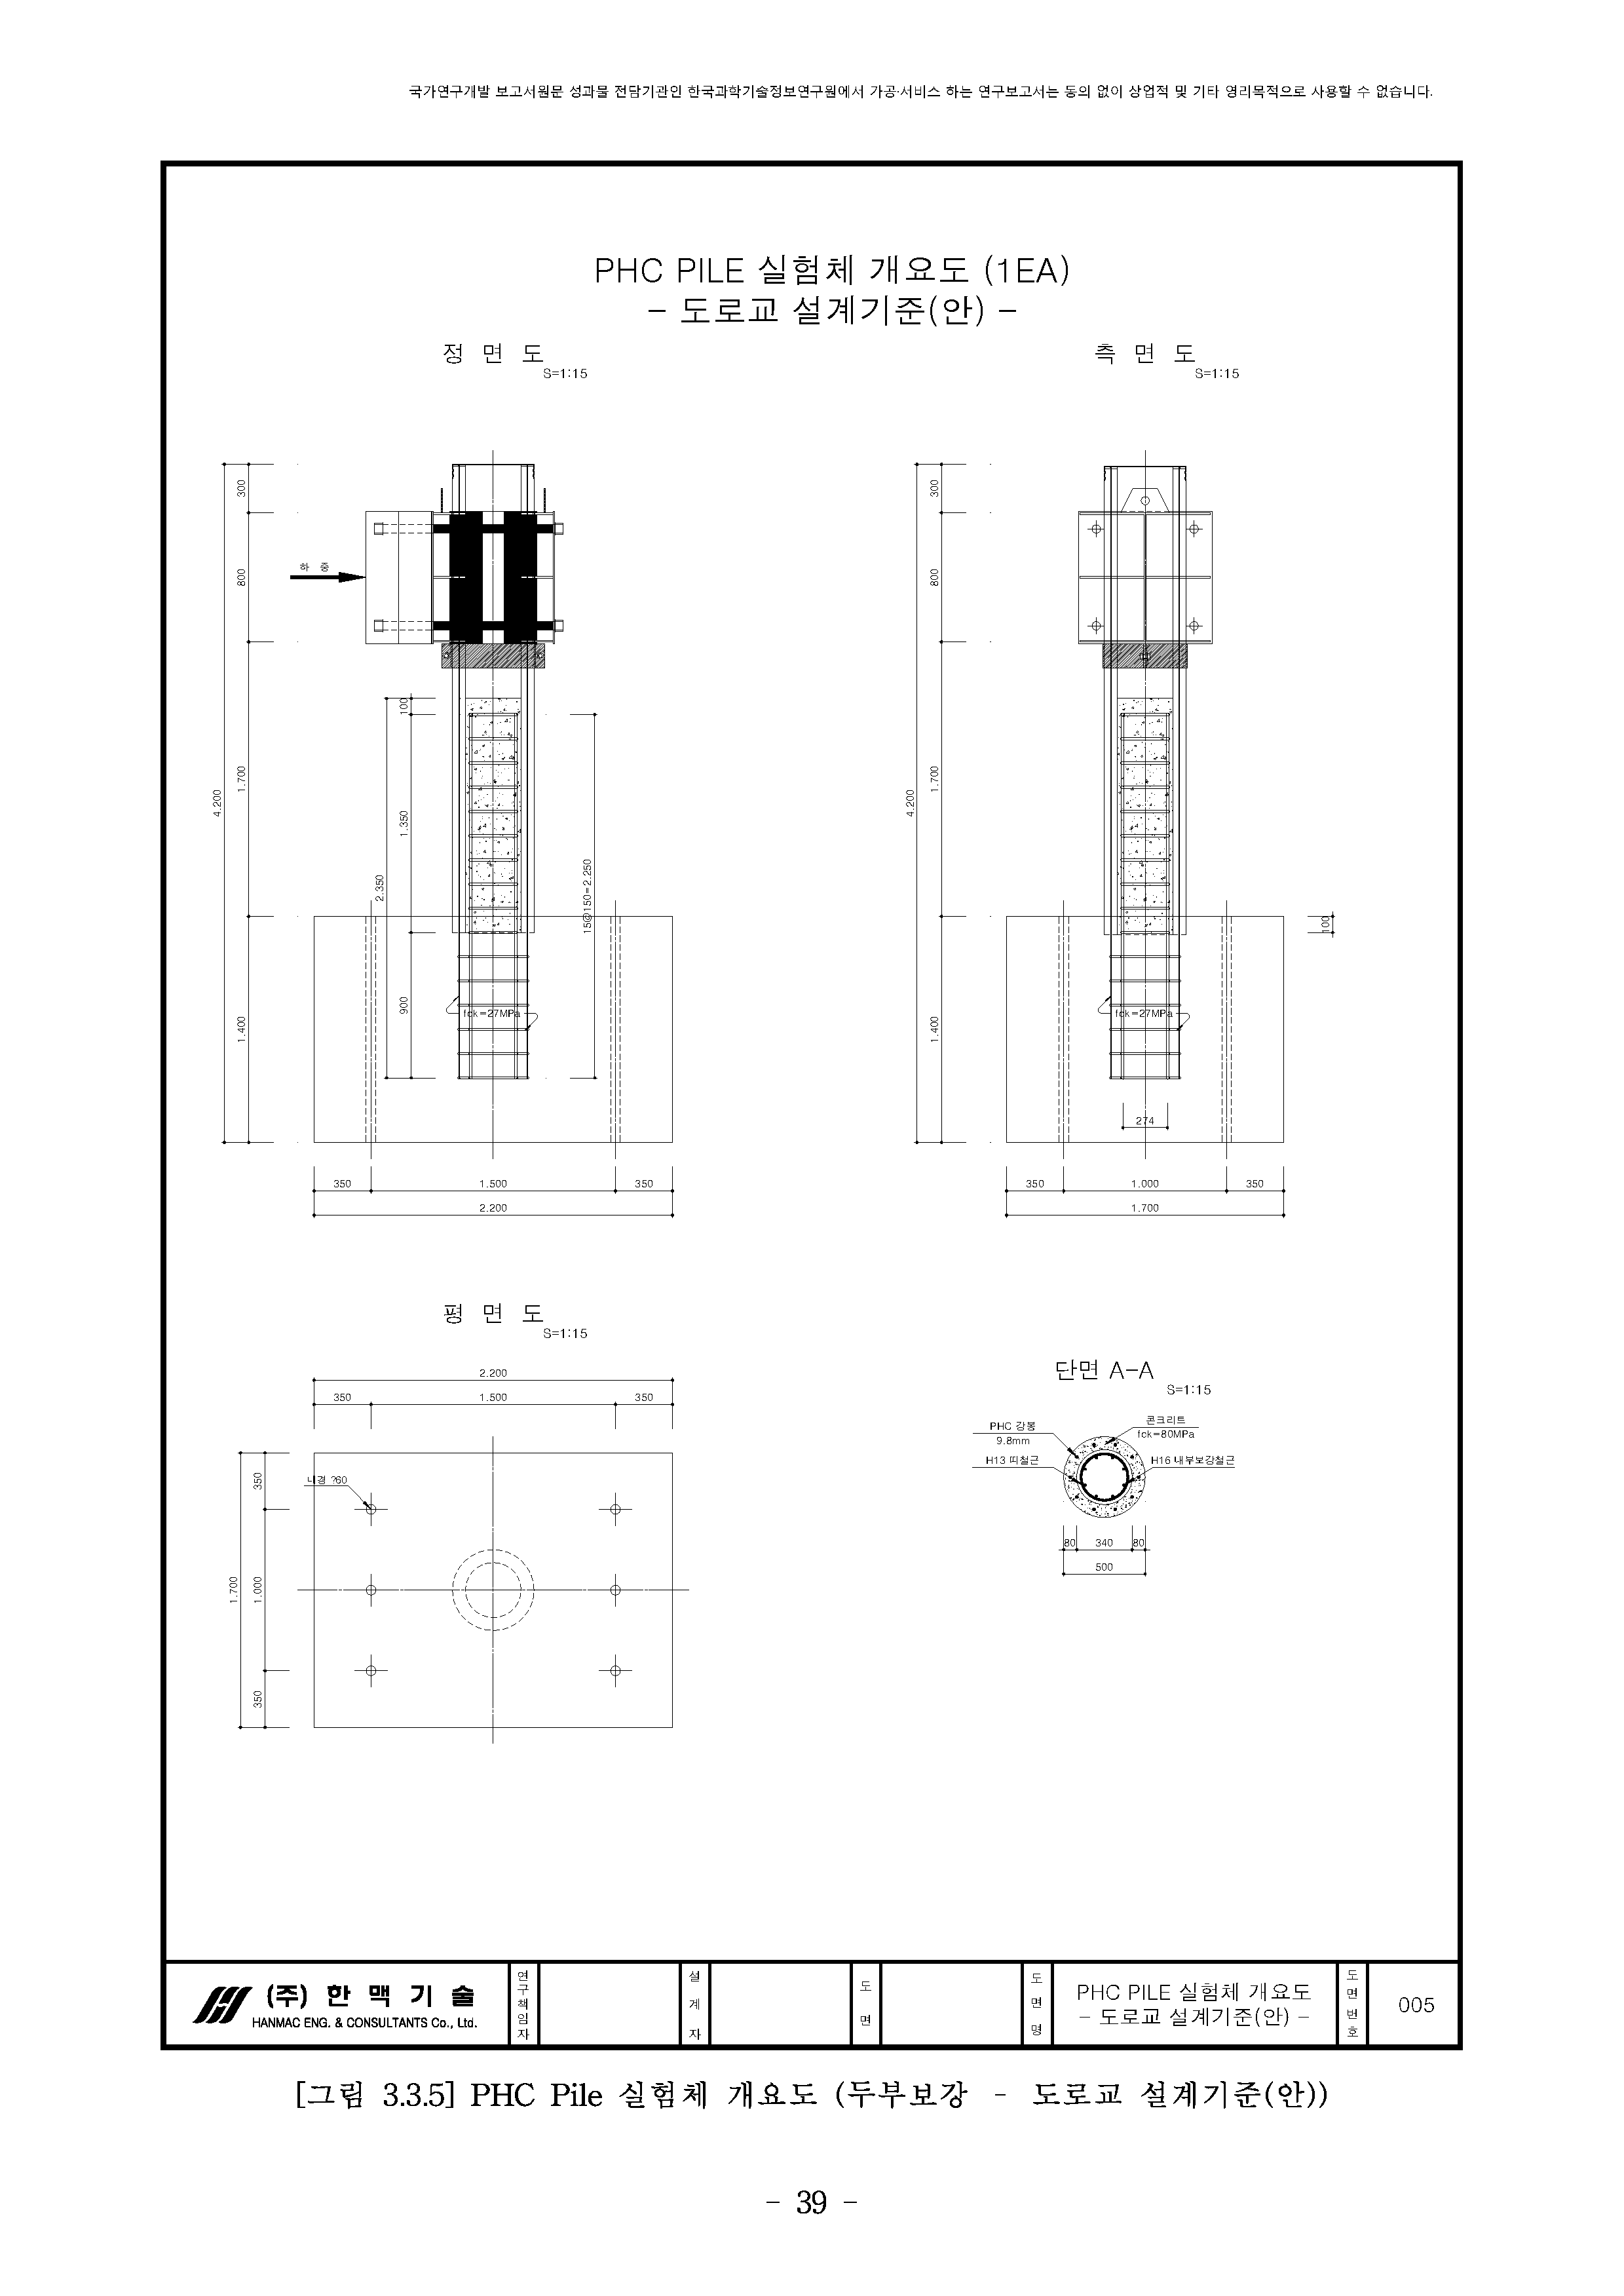 국가연구개발 보고서원문 성과물 전담기관인 한국과학기술정보연구원에서 가공·서비스 하는 연구보고서는 동의 없이 상업적 및 기타 영리목적으로 사용할 수 없습니다.
PHC PILE 실험체 개요도 (1EA)
- 도로교 설계기준(안) -
정 면 도
S=1:15
측 면 도
S=1:15
300
800
1.700
1.400
4.200
하 중
100
1.350
900
2.350
15@150=2.250
fck=27MPa
350
1.500
350
2.200
300
800
1.700
1.400
4.200
100
fck=27MPa
274
350
1.000
350
1.700
평 면 도
S=1:15
2.200
350
1.500
350
350
1.000
350
1.700
내경 ?60
단면 A-A
S=1:15
PHC 강봉
9.8mm
콘크리트
fck=80MPa
H13 띠철근
H16 내부보강철근
80
340
80
500
(주) 한 맥 기 술
HANMAC ENG. & CONSULTANTS Co., Ltd.
연구책임자
설계자
도면
도면명
PHC PILE 실험체 개요도
- 도로교 설계기준(안) -
도면번호
005
[그림 3.3.5] PHC Pile 실험체 개요도 (두부보강 - 도로교 설계기준(안))
- 39 -